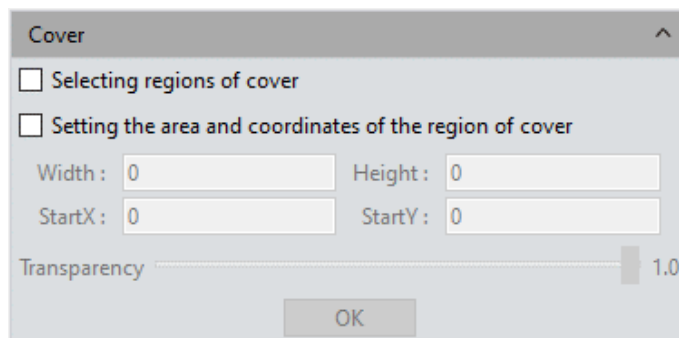 Cover
Selecting regions of cover
Setting the area and coordinates of the region of cover
Width : 0 Height : 0
StartX : 0 StartY : 0
Transparency 1.0
OK